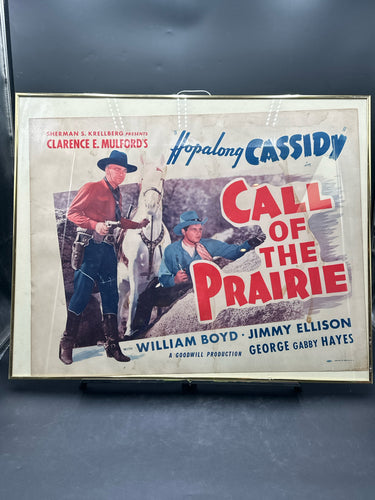 SHERMAN S. KRELLBERG PRESENTS
CLARENCE E. MULFORD'S
Hopalong CASSIDY
CALL
OF
THE
PRAIRIE
WITH
WILLIAM BOYD · JIMMY ELLISON
A GOODWILL PRODUCTION
GEORGE GABBY HAYES